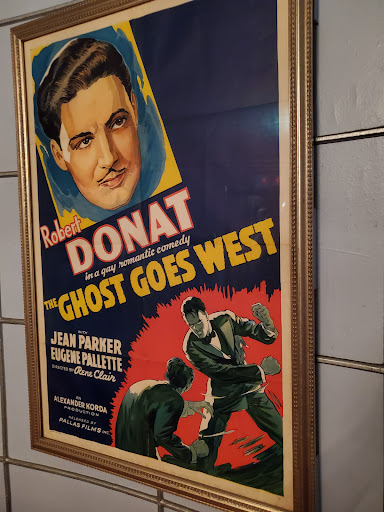 Robert
DONAT
in a gay romantic comedy
THE GHOST GOES WEST
WITH
JEAN PARKER
EUGENE PALLETTE
DIRECTED BY René Clair
AN
ALEXANDER KORDA
PRODUCTION
RELEASED BY
PALLAS FILMS INC.